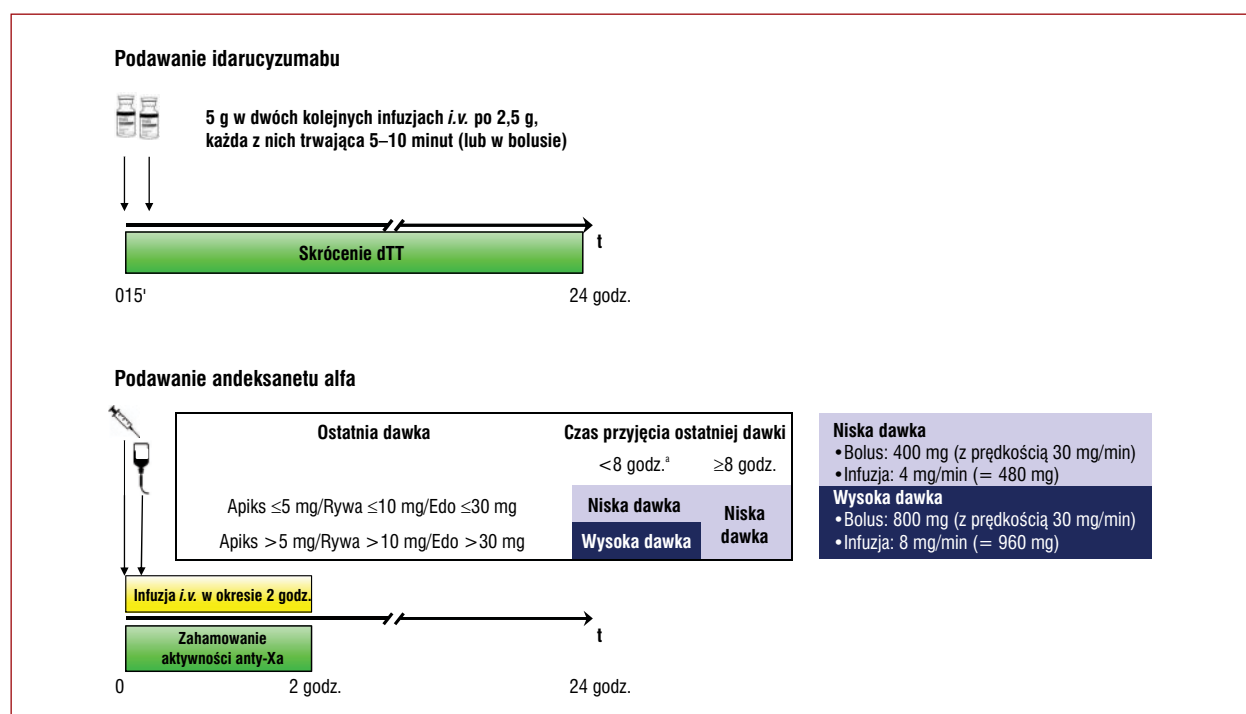 Podawanie idarucyzumabu
5 g w dwóch kolejnych infuzjach i.v. po 2,5 g,
każda z nich trwająca 5–10 minut (lub w bolusie)
t
Skrócenie dTT
015'
24 godz.
Podawanie andeksanetu alfa
Ostatnia dawka
Czas przyjęcia ostatniej dawki
<8 godz.a
≥8 godz.
Apiks ≤5 mg/Rywa ≤10 mg/Edo ≤30 mg
Niska dawka
Niska
dawka
Apiks >5 mg/Rywa >10 mg/Edo >30 mg
Wysoka dawka
Niska dawka
•Bolus: 400 mg (z prędkością 30 mg/min)
•Infuzja: 4 mg/min (= 480 mg)
Wysoka dawka
•Bolus: 800 mg (z prędkością 30 mg/min)
•Infuzja: 8 mg/min (= 960 mg)
Infuzja i.v. w okresie 2 godz.
t
Zahamowanie
aktywności anty-Xa
0
2 godz.
24 godz.